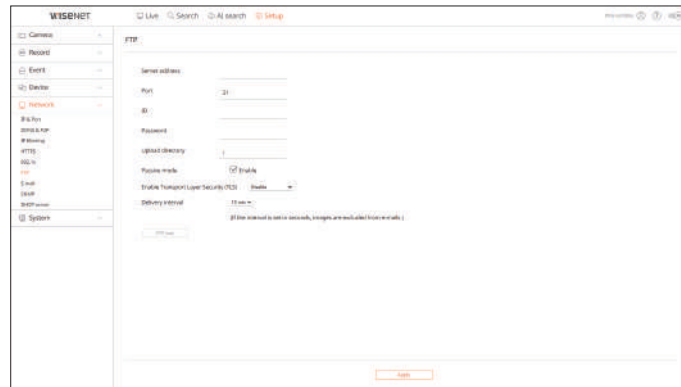 WISENET
Live Search AI search Setup
Camera
Record
Event
Device
Network
IP & Port
DDNS & P2P
IP filtering
HTTPS
802.1x
FTP
E-mail
SNMP
DHCP server
System
FTP
Server address
Port 21
ID
Password
Upload directory /
Passive mode Enable
Enable Transport Layer Security (TLS) Disable
Delivery interval 10 sec
(If the interval is set in seconds, images are excluded from e-mails.)
FTP test
Apply